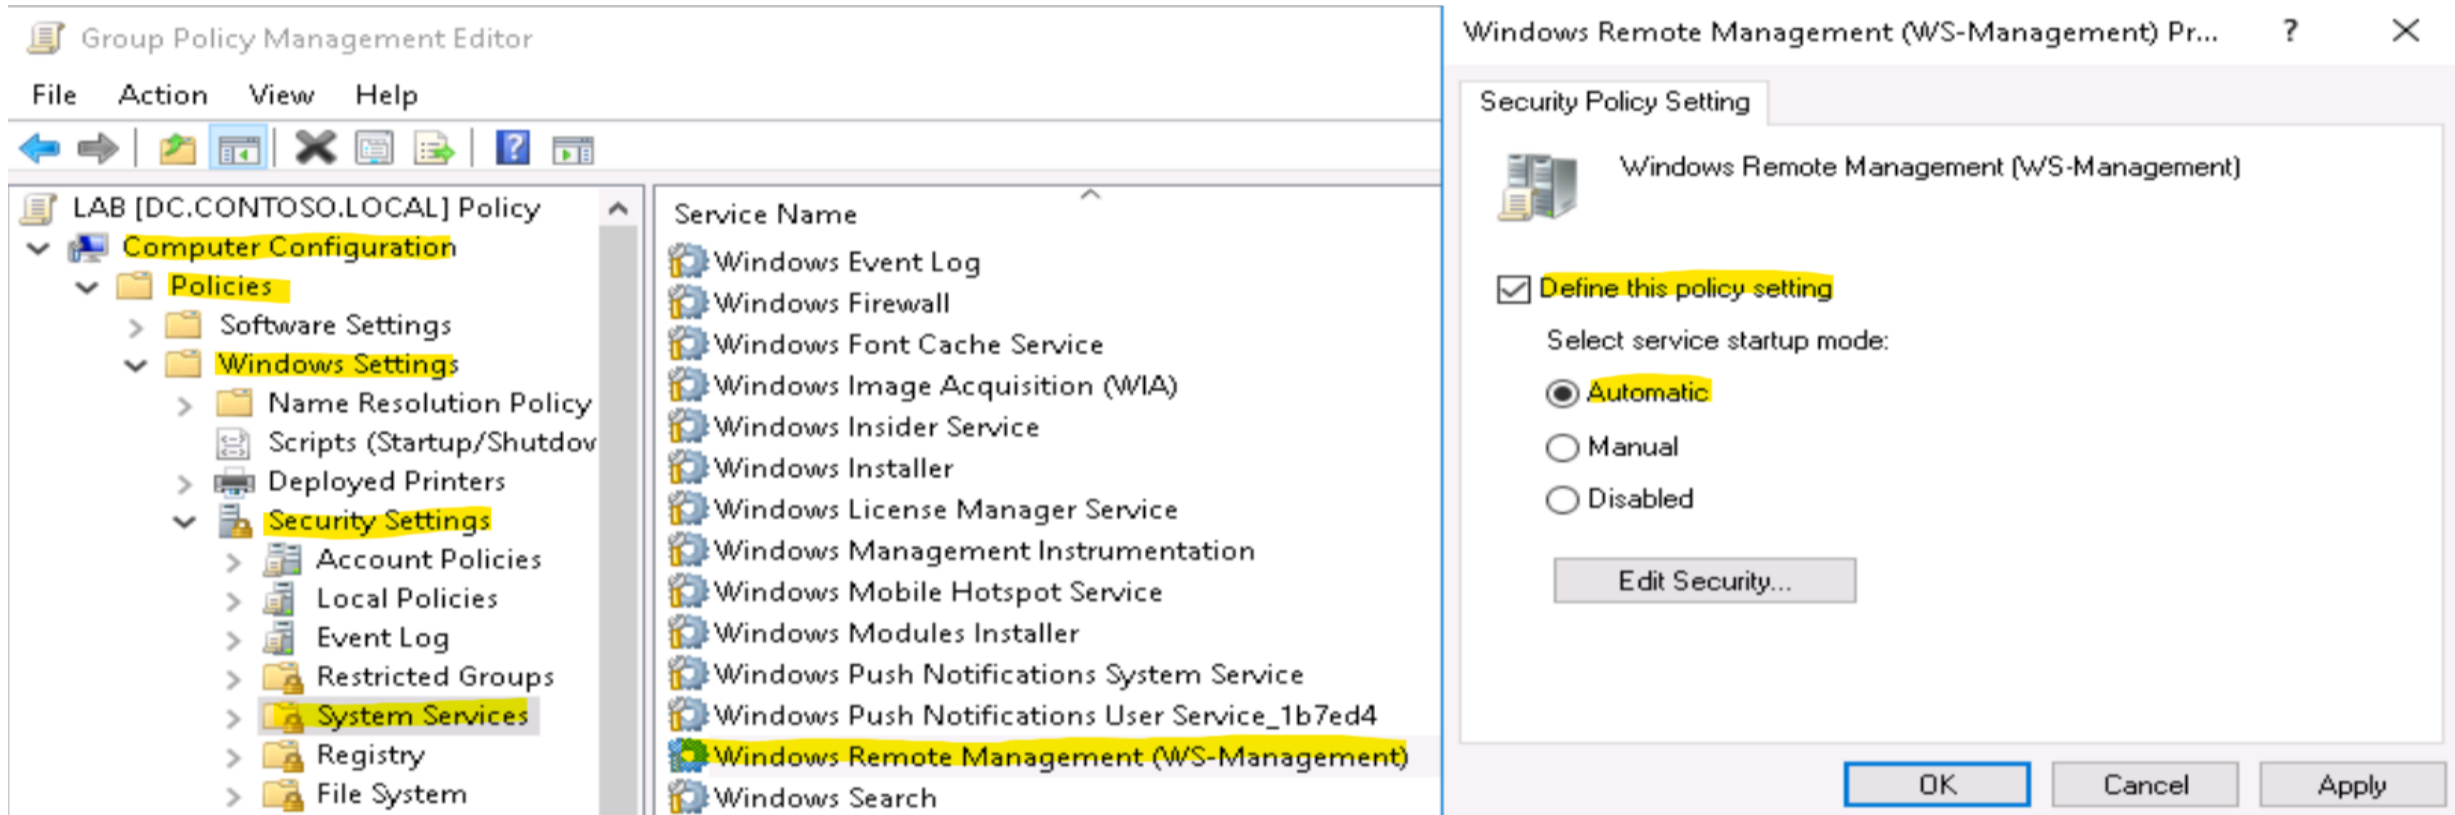 Group Policy Management Editor
File Action View Help
LAB [DC.CONTOSO.LOCAL] Policy
Computer Configuration
Policies
Software Settings
Windows Settings
Name Resolution Policy
Scripts (Startup/Shutdov
Deployed Printers
Security Settings
Account Policies
Local Policies
Event Log
Restricted Groups
System Services
Registry
File System
Service Name
Windows Event Log
Windows Firewall
Windows Font Cache Service
Windows Image Acquisition (WIA)
Windows Insider Service
Windows Installer
Windows License Manager Service
Windows Management Instrumentation
Windows Mobile Hotspot Service
Windows Modules Installer
Windows Push Notifications System Service
Windows Push Notifications User Service_1b7ed4
Windows Remote Management (WS-Management)
Windows Search
Windows Remote Management (WS-Management) Pr... ?
Security Policy Setting
Windows Remote Management (WS-Management)
Define this policy setting
Select service startup mode:
Automatic
Manual
Disabled
Edit Security...
OK Cancel Apply